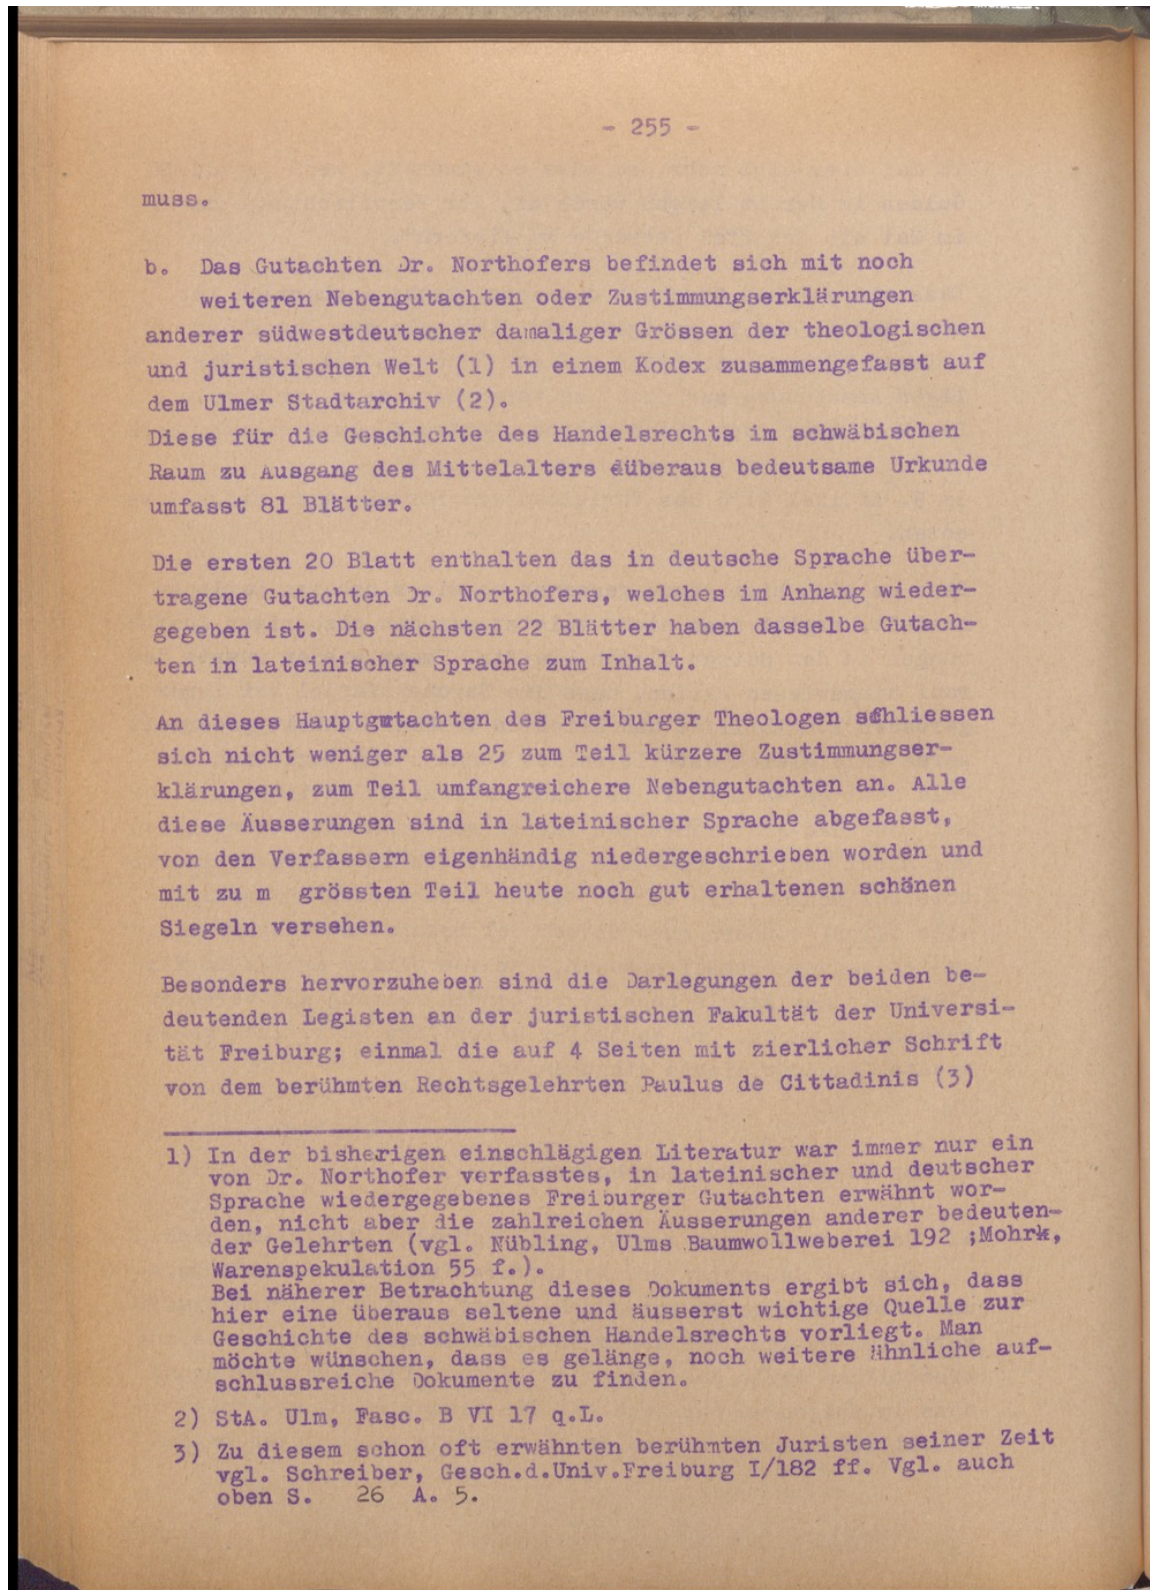 - 255 -
muss.
b. Das Gutachten Dr. Northofers befindet sich mit noch
weiteren Nebengutachten oder Zustimmungserklärungen
anderer südwestdeutscher damaliger Grössen der theologischen
und juristischen Welt (1) in einem Kodex zusammengefasst auf
dem Ulmer Stadtarchiv (2).
Diese für die Geschichte des Handelsrechts im schwäbischen
Raum zu Ausgang des Mittelalters überaus bedeutsame Urkunde
umfasst 81 Blätter.
Die ersten 20 Blatt enthalten das in deutsche Sprache über-
tragene Gutachten Dr. Northofers, welches im Anhang wieder-
gegeben ist. Die nächsten 22 Blätter haben dasselbe Gutach-
ten in lateinischer Sprache zum Inhalt.
An dieses Hauptgutachten des Freiburger Theologen schliessen
sich nicht weniger als 25 zum Teil kürzere Zustimmungser-
klärungen, zum Teil umfangreichere Nebengutachten an. Alle
diese Äusserungen sind in lateinischer Sprache abgefasst,
von den Verfassern eigenhändig niedergeschrieben worden und
mit zu m grössten Teil heute noch gut erhaltenen schönen
Siegeln versehen.
Besonders hervorzuheben sind die Darlegungen der beiden be-
deutenden Legisten an der juristischen Fakultät der Universi-
tät Freiburg; einmal die auf 4 Seiten mit zierlicher Schrift
von dem berühmten Rechtsgelehrten Paulus de Cittadinis (3)
1) In der bisherigen einschlägigen Literatur war immer nur ein
von Dr. Northofer verfasstes, in lateinischer und deutscher
Sprache wiedergegebenes Freiburger Gutachten erwähnt wor-
den, nicht aber die zahlreichen Äusserungen anderer bedeuten-
der Gelehrten (vgl. Nübling, Ulms Baumwollweberei 192 ;Mohr,
Warenspekulation 55 f.).
Bei näherer Betrachtung dieses Dokuments ergibt sich, dass
hier eine überaus seltene und äusserst wichtige Quelle zur
Geschichte des schwäbischen Handelsrechts vorliegt. Man
möchte wünschen, dass es gelänge, noch weitere ähnliche auf-
schlussreiche Dokumente zu finden.
2) StA. Ulm, Fasc. B VI 17 q.L.
3) Zu diesem schon oft erwähnten berühmten Juristen seiner Zeit
vgl. Schreiber, Gesch.d.Univ.Freiburg I/182 ff. Vgl. auch
oben S. 26 A. 5.